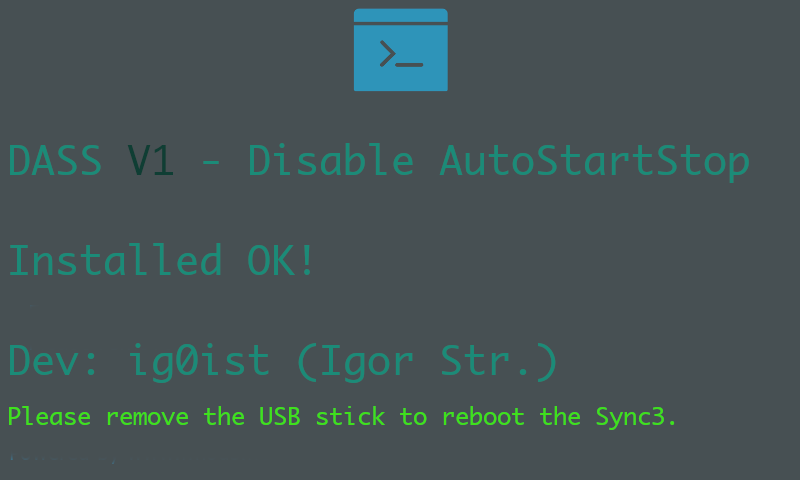 DASS V1 - Disable AutoStartStop
Installed OK!
Dev: ig0ist (Igor Str.)
Please remove the USB stick to reboot the Sync3.